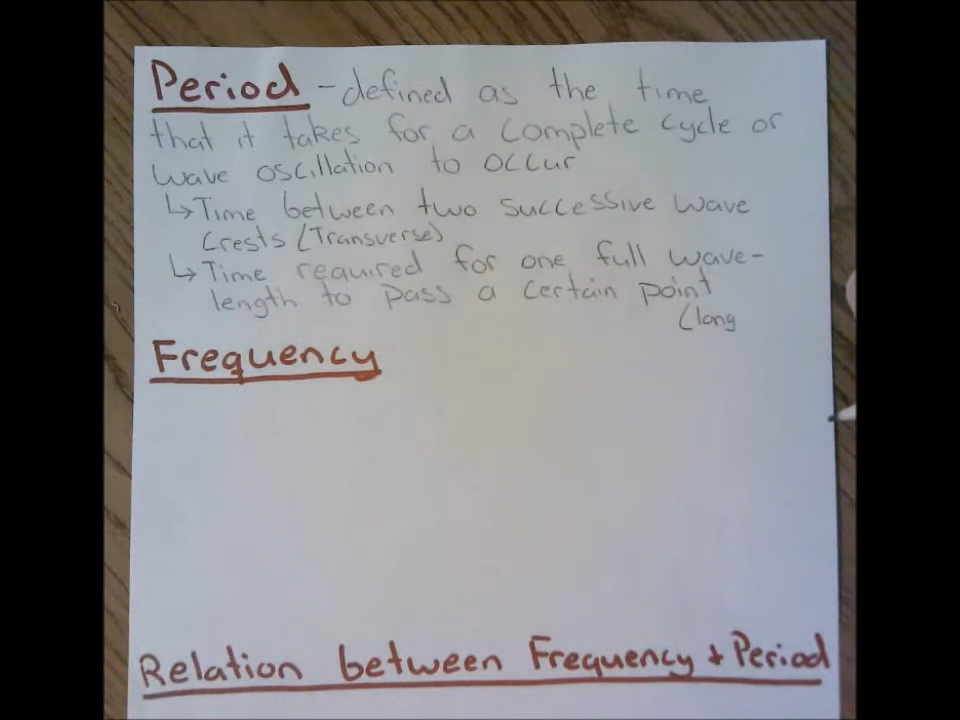 Period - defined as the time
that it takes for a complete cycle or
wave oscillation to occur
↳ Time between two successive wave
crests (Transverse)
↳ Time required for one full wave-
length to pass a certain point
(long
Frequency
Relation between Frequency + Period